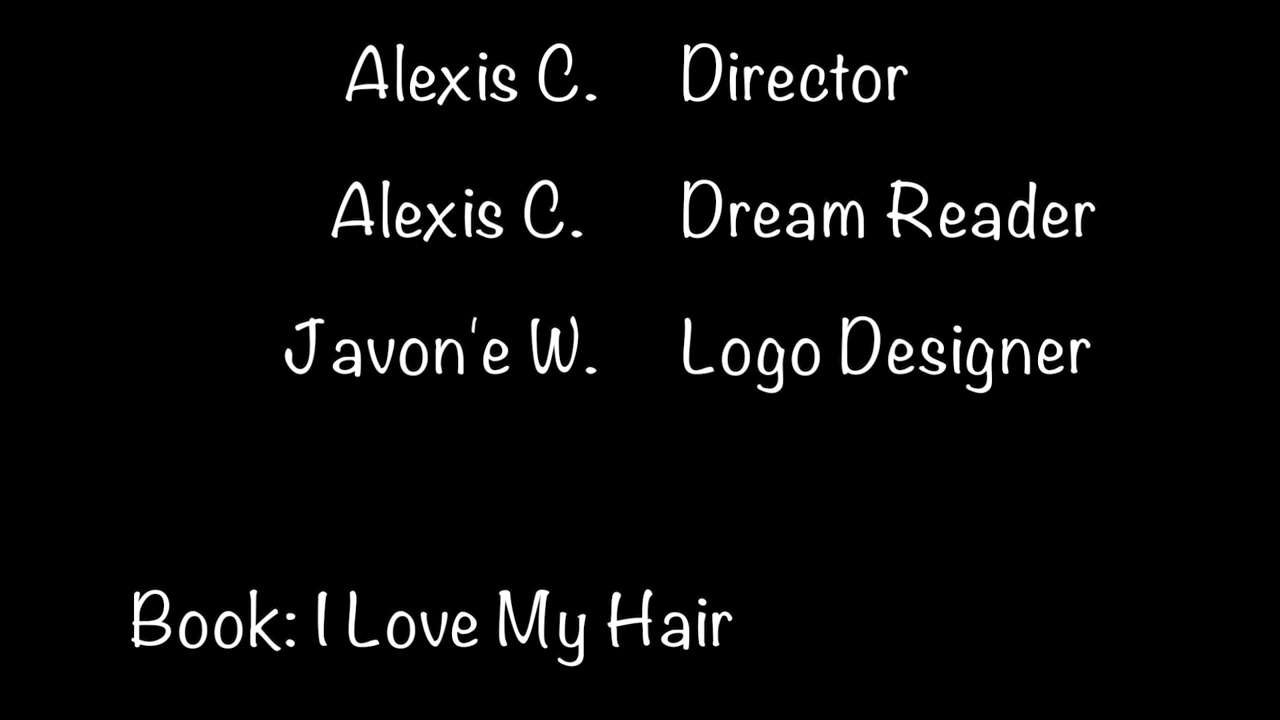 Alexis C. Director
Alexis C. Dream Reader
Javon'e W. Logo Designer
Book: I Love My Hair